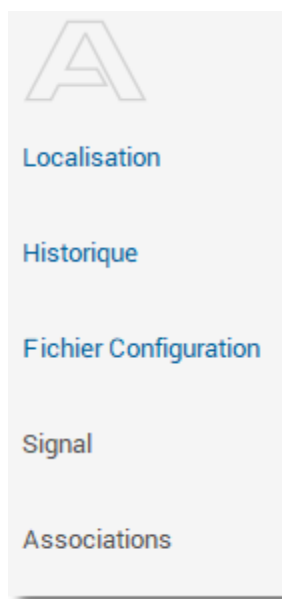 A
Localisation
Historique
Fichier Configuration
Signal
Associations